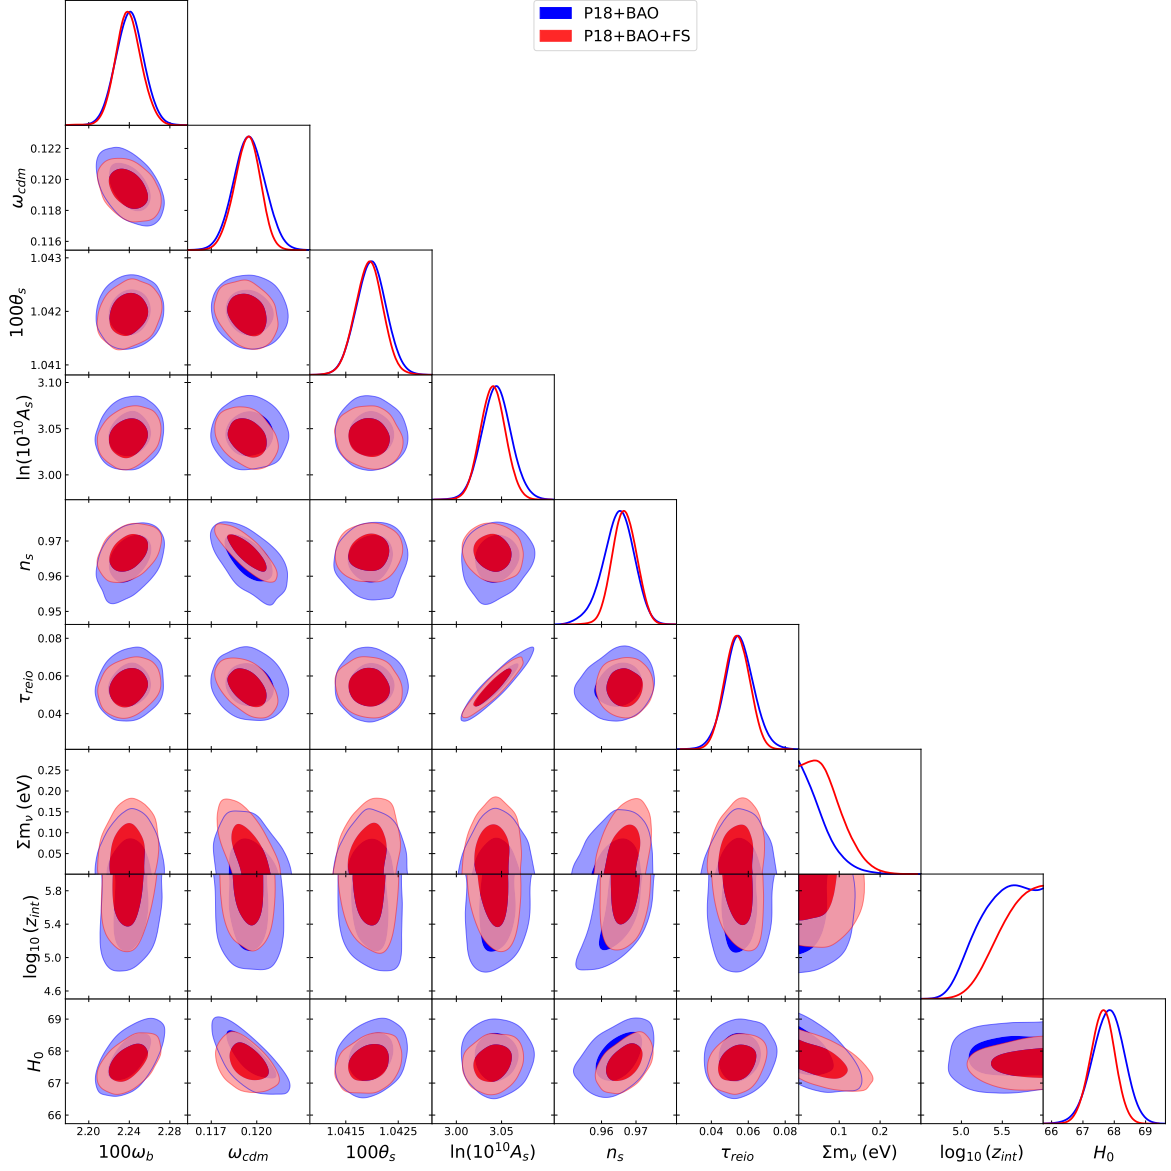 P18+BAO
P18+BAO+FS
0.122
0.120
0.118
0.116
ω_cdm
1.043
1.042
1.041
100θ_s
3.10
3.05
3.00
ln(10^10 A_s)
0.97
0.96
0.95
n_s
0.08
0.06
0.04
τ_reio
0.25
0.20
0.15
0.10
0.05
Σm_ν (eV)
5.8
5.4
5.0
4.6
log_10 (z_int)
69
68
67
66
H_0
2.20 2.24 2.28
0.117 0.120
1.0415 1.0425
3.00 3.05
0.96 0.97
0.04 0.06 0.08
0.1 0.2
5.0 5.5
66 67 68 69
100ω_b
ω_cdm
100θ_s
ln(10^10 A_s)
n_s
τ_reio
Σm_ν (eV)
log_10 (z_int)
H_0